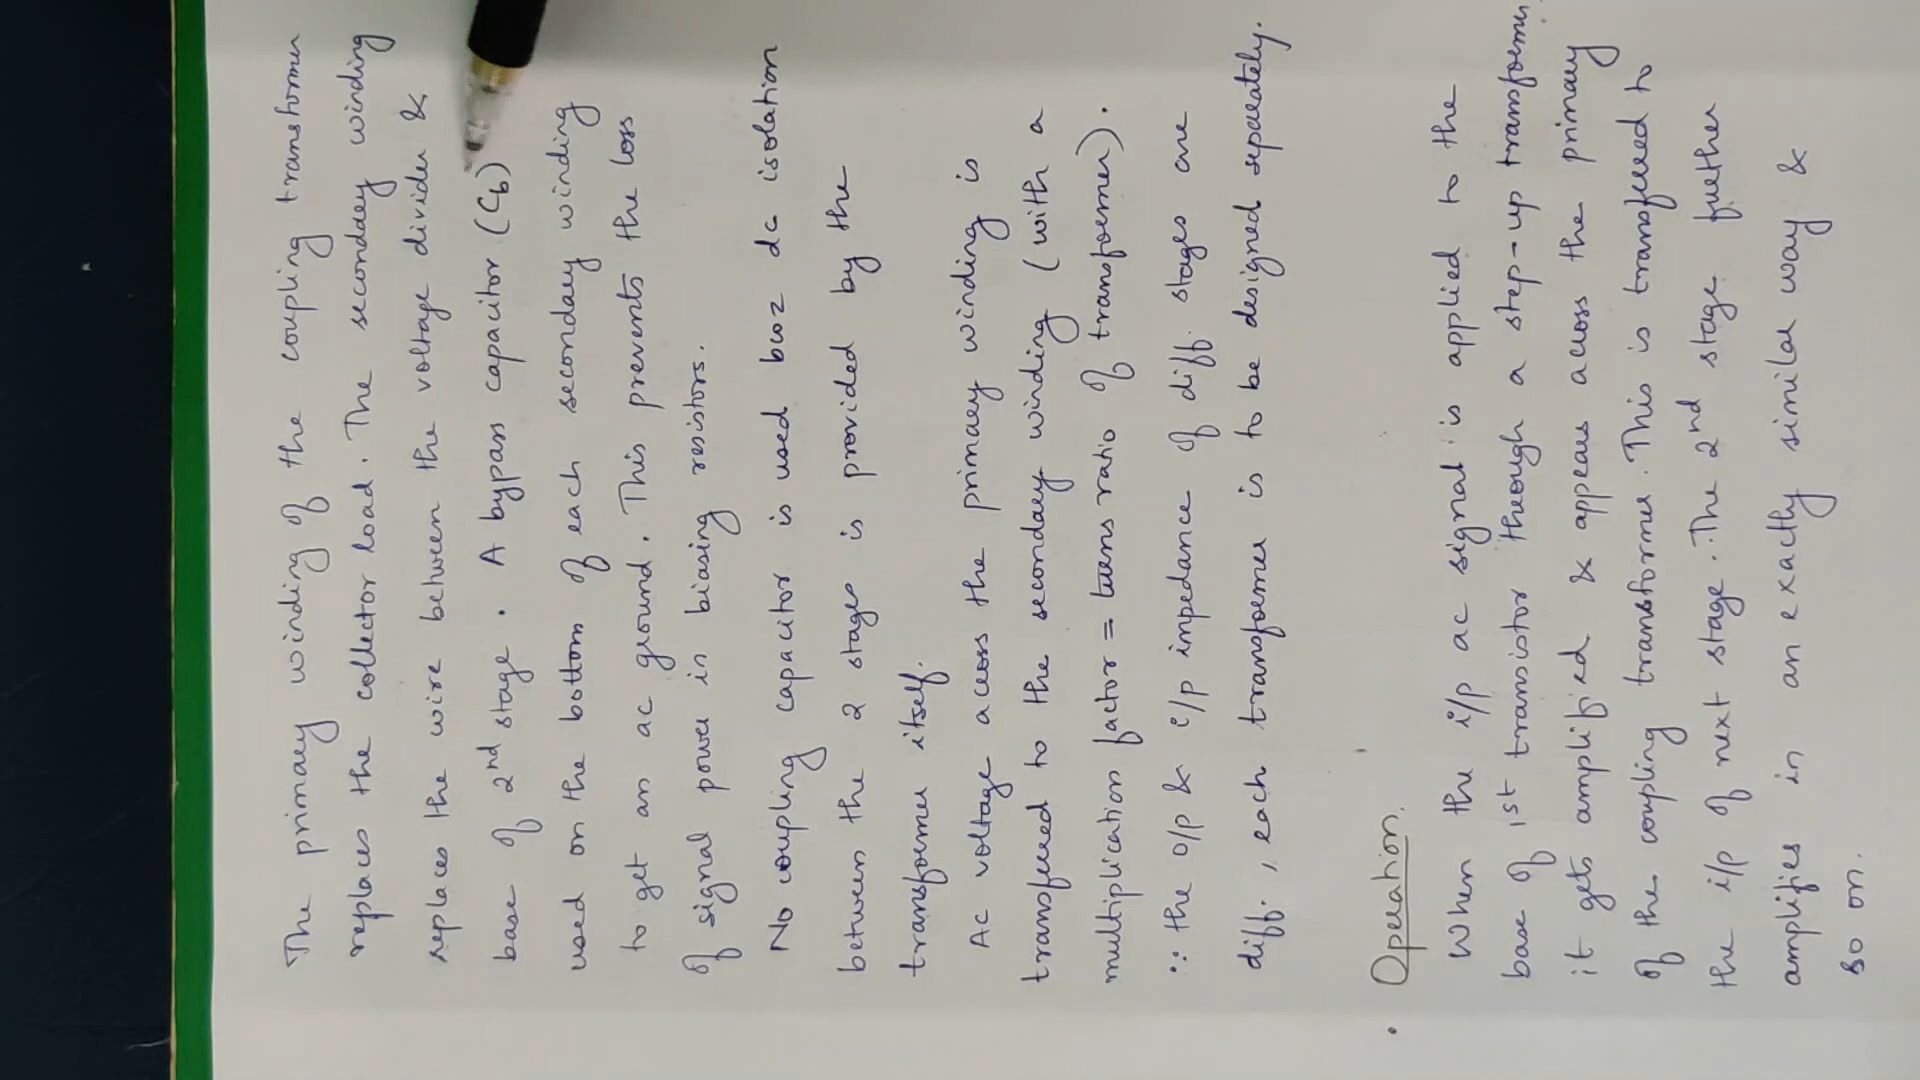 The primary winding of the coupling transformer
replaces the collector load. The secondary winding
replaces the wire between the voltage divider &
base of 2nd stage. A bypass capacitor (Cb)
used on the bottom of each secondary winding
to get an ac ground. This prevents the loss
of signal power in biasing resistors.
No coupling capacitor is used bcoz dc isolation
between the 2 stages is provided by the
transformer itself.
Ac voltage across the primary winding is
transferred to the secondary winding (with a
multiplication factor = turns ratio of transformer).
∵ the o/p & i/p impedance of diff. stages are
diff., each transformer is to be designed separately.
• Operation.
When the i/p ac signal is applied to the
base of 1st transistor through a step-up transformer.
it gets amplified & appears across the primary
of the coupling transformer. This is transferred to
the i/p of next stage. The 2nd stage further
amplifies in an exactly similar way &
so on.